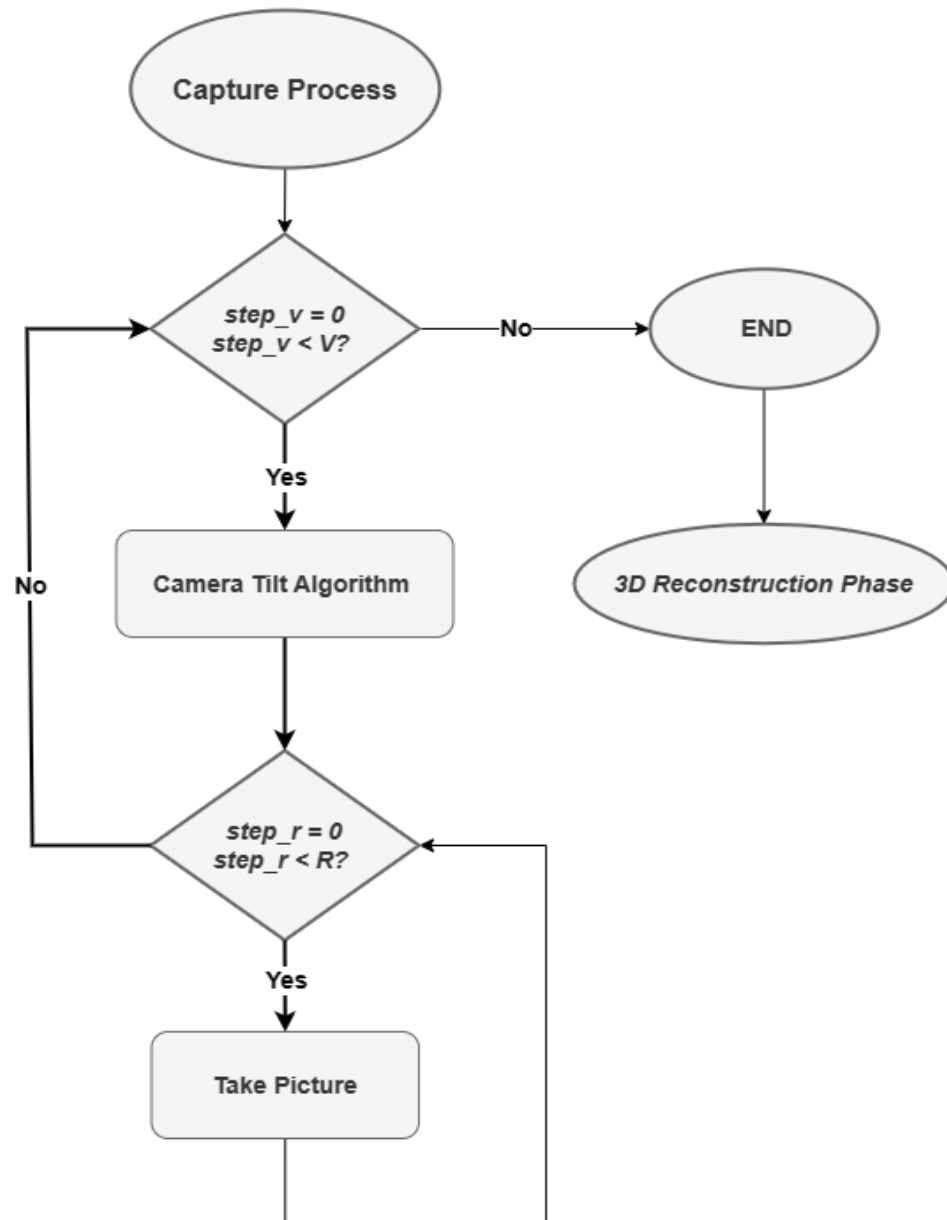 Capture Process
step_v = 0
step_v < V?
No
END
Yes
Camera Tilt Algorithm
3D Reconstruction Phase
No
step_r = 0
step_r < R?
Yes
Take Picture